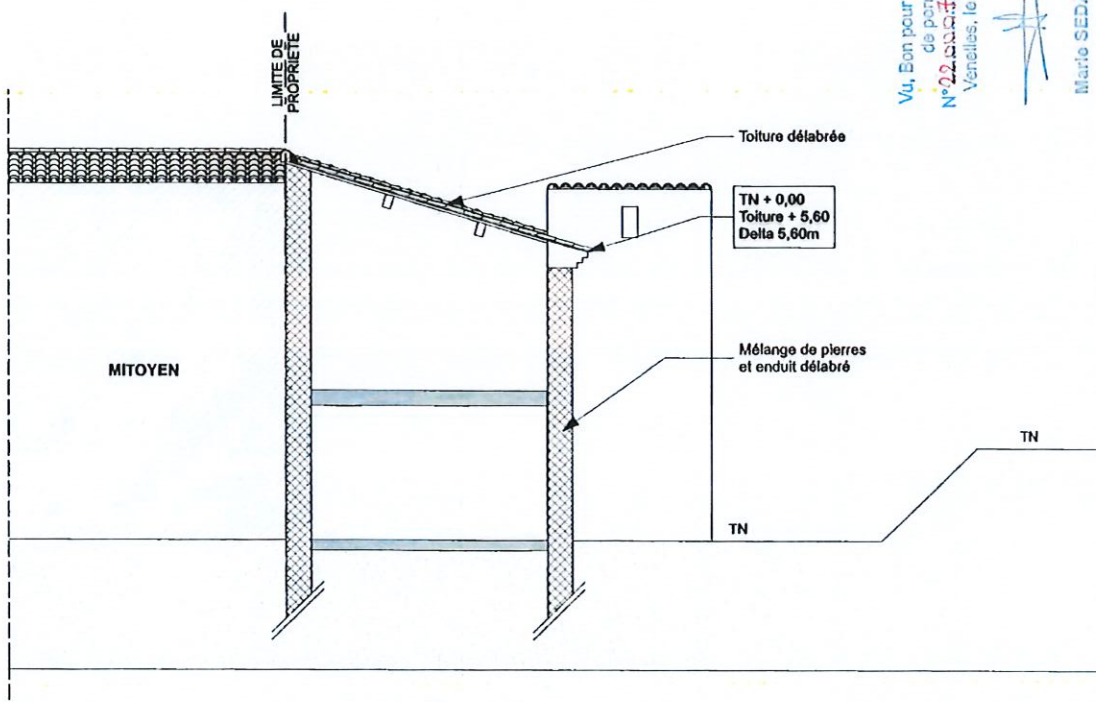 LIMITE DE
PROPRIETE
Vu, Bon pour
de
N°
Venelles, le
Marie
Toiture délabrée
TN + 0,00
Toiture + 5,60
Delta 5,60m
MITOYEN
Mélange de pierres
et enduit délabré
TN
TN